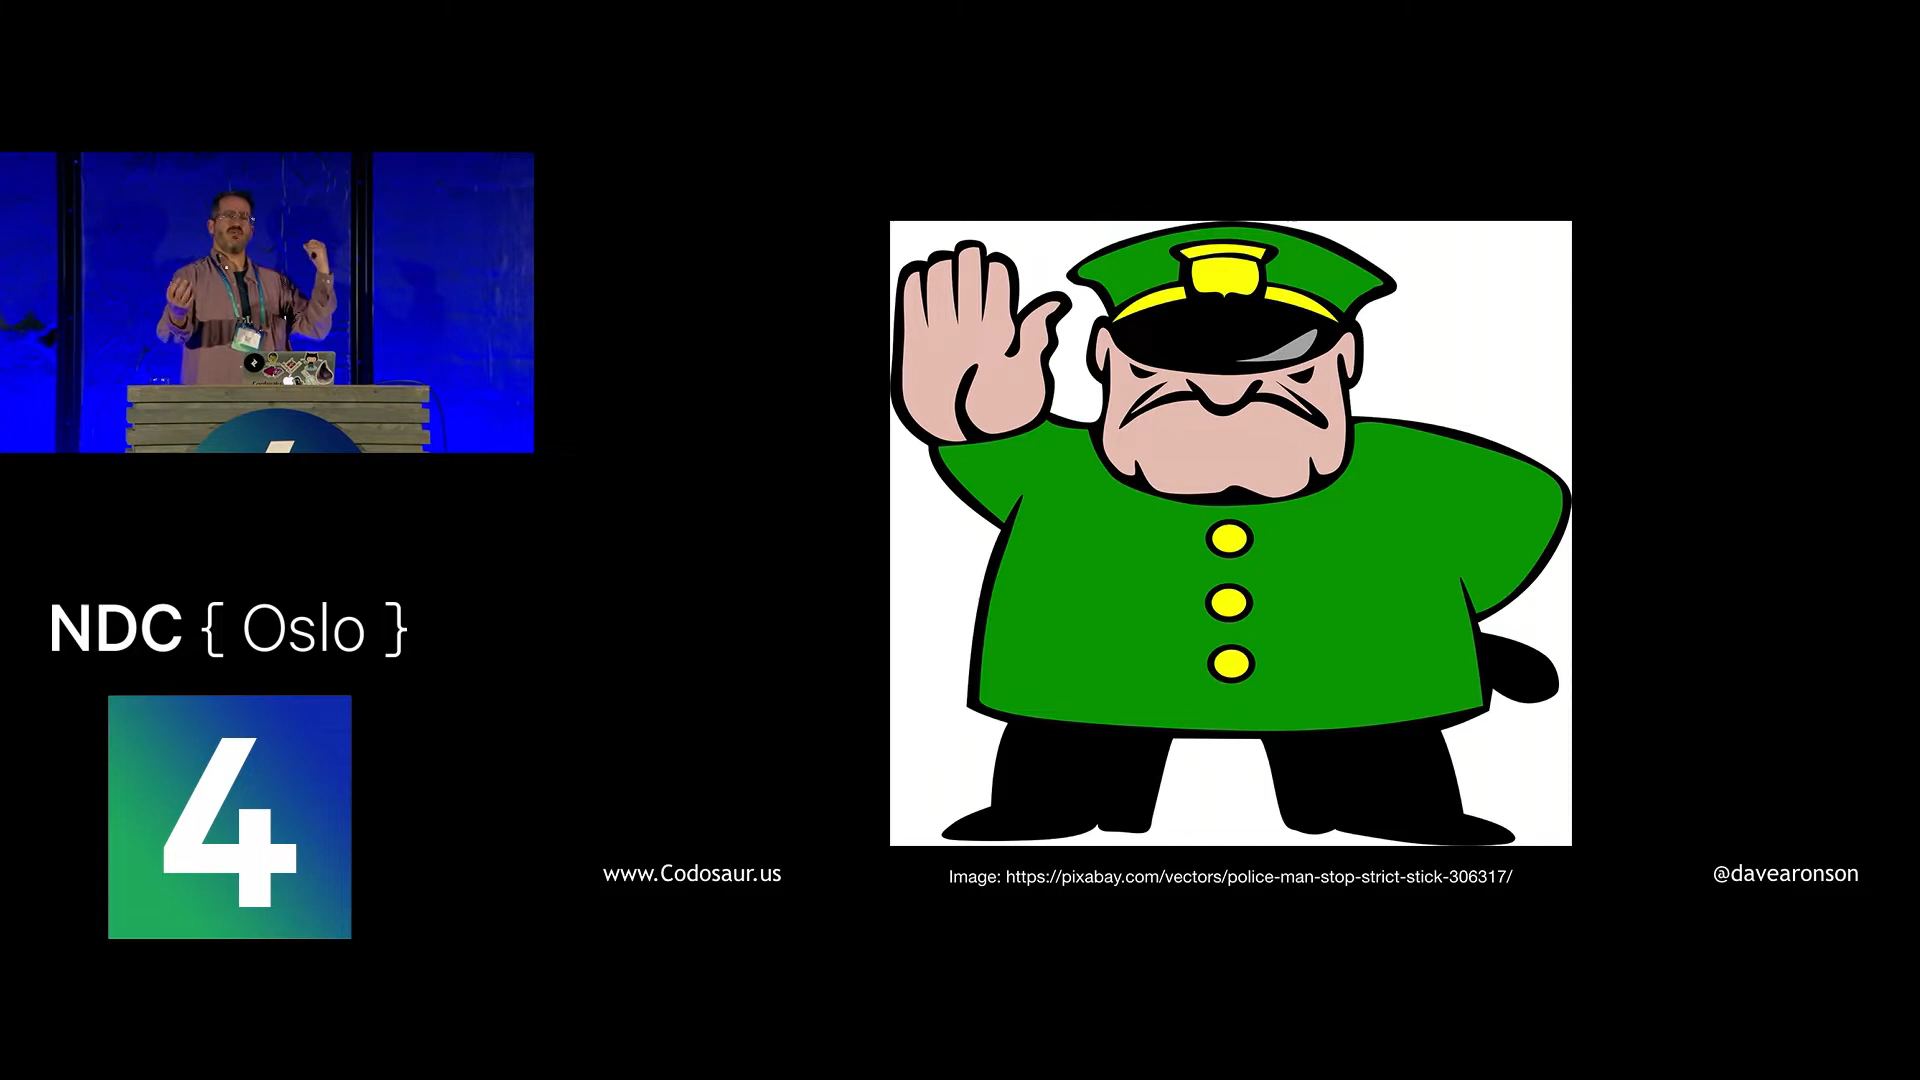 NDC { Oslo }
4
www.Codosaur.us
Image: https://pixabay.com/vectors/police-man-stop-strict-stick-306317/
@davearonson